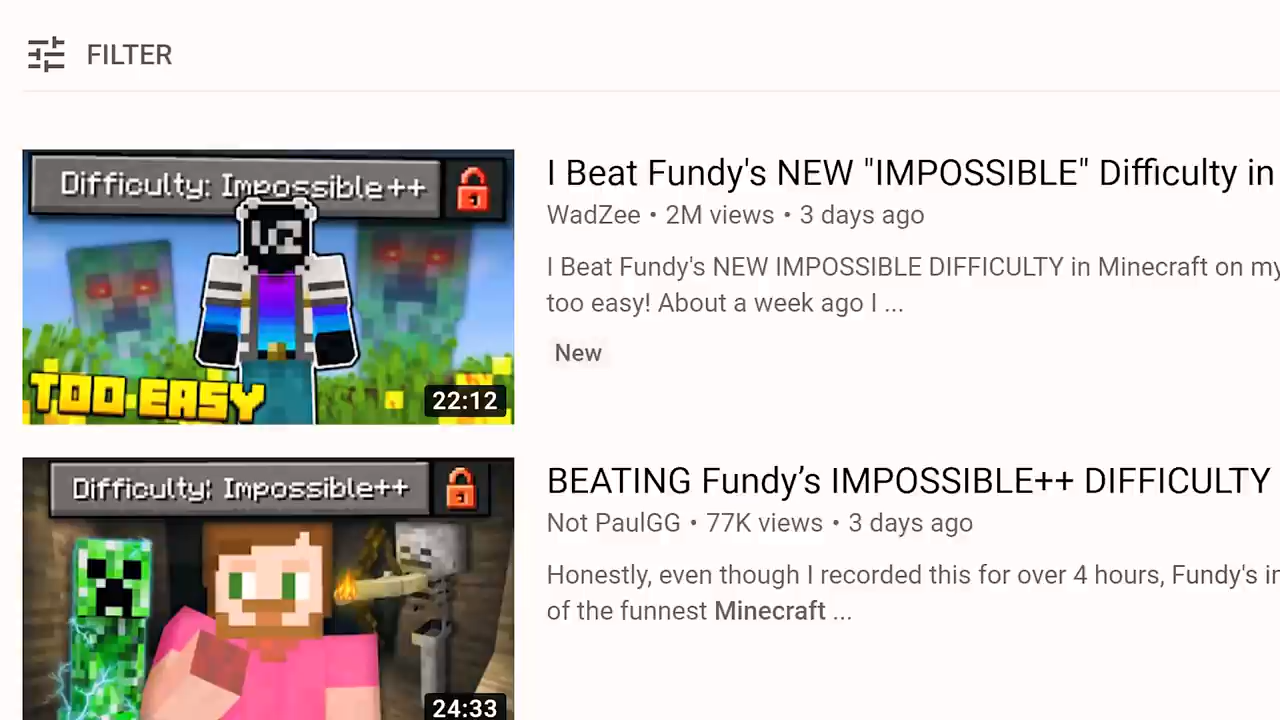 FILTER
Difficulty: Impossible++
I Beat Fundy's NEW "IMPOSSIBLE" Difficulty in
WadZee • 2M views • 3 days ago
I Beat Fundy's NEW IMPOSSIBLE DIFFICULTY in Minecraft on my
too easy! About a week ago I ...
New
WZ
TOO EASY
22:12
Difficulty: Impossible++
BEATING Fundy’s IMPOSSIBLE++ DIFFICULTY
Not PaulGG • 77K views • 3 days ago
Honestly, even though I recorded this for over 4 hours, Fundy's
of the funnest Minecraft ...
24:33